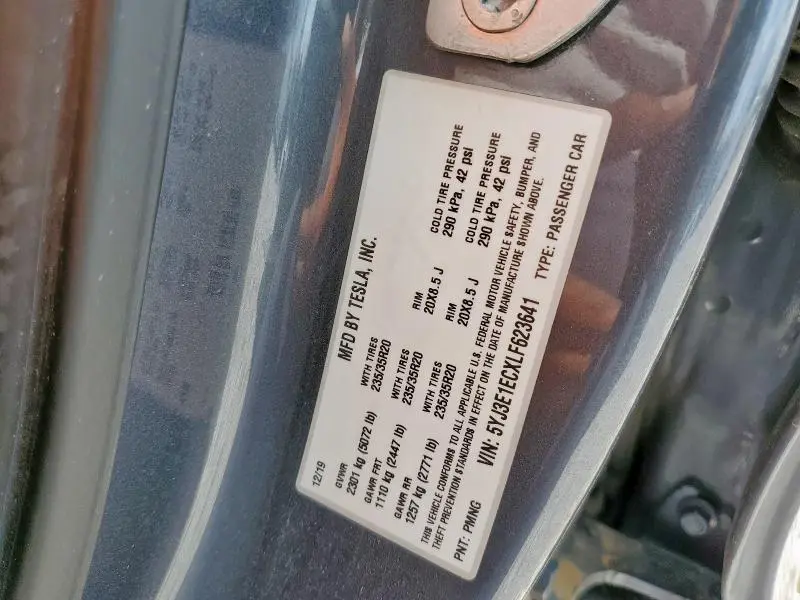 MFD BY TESLA, INC.
12/19
GVWR
2301 kg (5072 lb)
WITH TIRES
235/35R20
GAWR FRT
1110 kg (2447 lb)
WITH TIRES
235/35R20
RIM
20X8.5 J
COLD TIRE PRESSURE
290 kPa, 42 psi
GAWR RR
1257 kg (2771 lb)
WITH TIRES
235/35R20
RIM
20X8.5 J
COLD TIRE PRESSURE
290 kPa, 42 psi
THIS VEHICLE CONFORMS TO ALL APPLICABLE U.S. FEDERAL MOTOR VEHICLE SAFETY, BUMPER, AND
THEFT PREVENTION STANDARDS IN EFFECT ON THE DATE OF MANUFACTURE SHOWN ABOVE.
PNT: PMNG VIN: 5YJ3E1ECXLF623641 TYPE: PASSENGER CAR